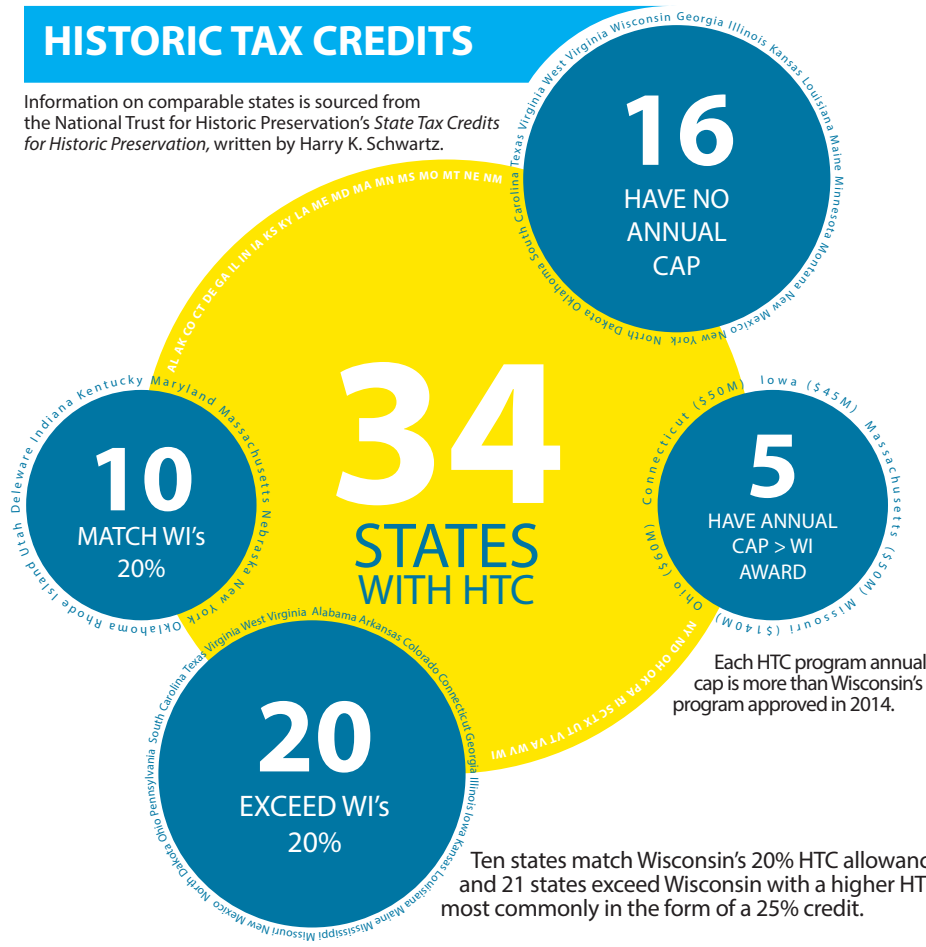 HISTORIC TAX CREDITS
Information on comparable states is sourced from
the National Trust for Historic Preservation's State Tax Credits
for Historic Preservation, written by Harry K. Schwartz.
Georgia Illinois Kansas Louisiana Maine Minnesota Montana New Mexico New York North Dakota Oklahoma South Carolina Texas Virginia West Virginia Wisconsin
16
HAVE NO
ANNUAL
CAP
AL AK CO CT DE GA IL IN IA KS KY LA ME MD MA MN MS MO MT NE NM
34
STATES
WITH HTC
NY ND OH OK PA RI SC TX UT VT VA WV WI
Deleware Indiana Kentucky Maryland Massachusetts Nebraska New York Oklahoma Rhode Island Utah
10
MATCH WI's
20%
Connecticut ($50M) Iowa ($45M) Massachusetts ($50M) Missouri ($140M) Ohio ($60M)
5
HAVE ANNUAL
CAP > WI
AWARD
Each HTC program annual
cap is more than Wisconsin's
program approved in 2014.
Alabama Arkansas Colorado Connecticut Georgia Illinois Iowa Kansas Louisiana Maine Mississippi Missouri New Mexico North Dakota Ohio Pennsylvania South Carolina Texas Virginia West Virginia
20
EXCEED WI's
20%
Ten states match Wisconsin's 20% HTC allowanc
and 21 states exceed Wisconsin with a higher HT
most commonly in the form of a 25% credit.